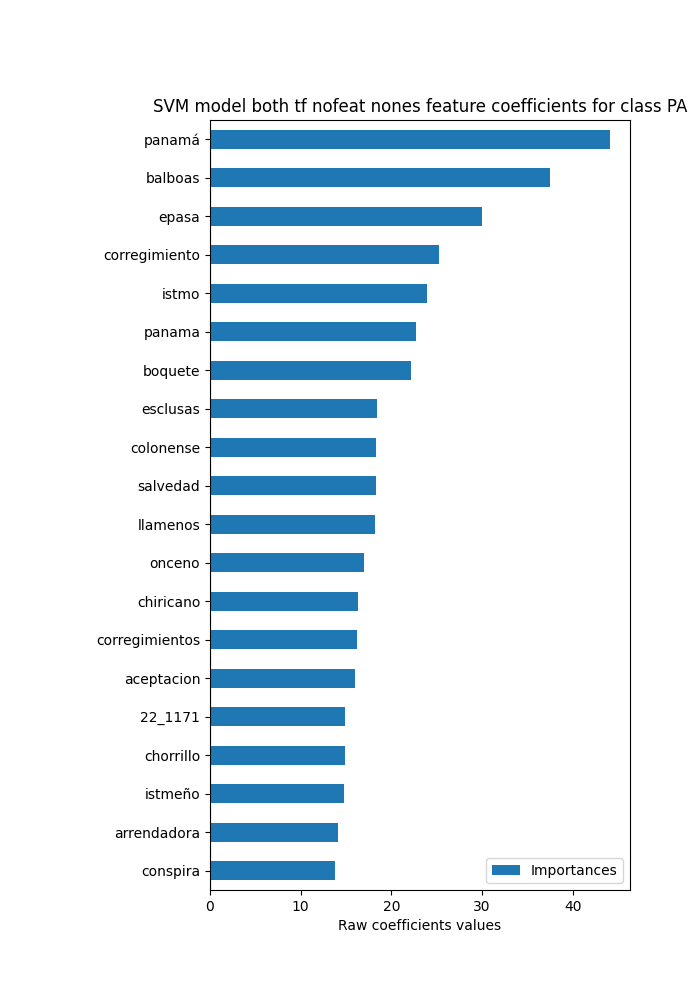 SVM model both tf nofeat nones feature coefficients for class PA
panamá
balboas
epasa
corregimiento
istmo
panama
boquete
esclusas
colonense
salvedad
llamenos
onceno
chiricano
corregimientos
aceptacion
22_1171
chorrillo
istmeño
arrendadora
conspira
Importances
0 10 20 30 40
Raw coefficients values